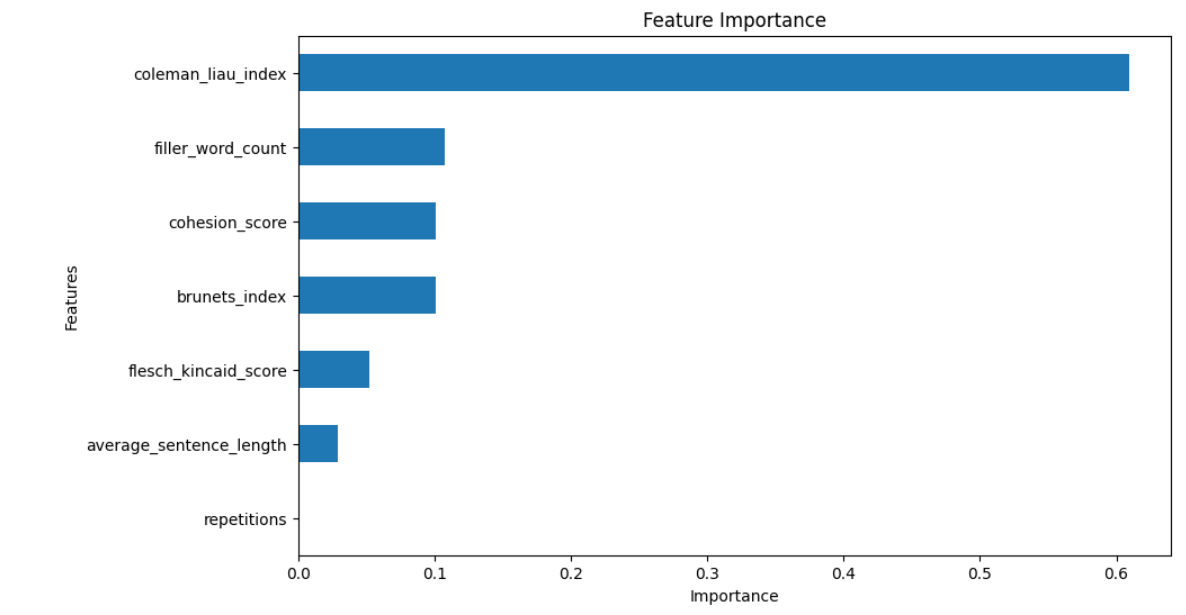 Feature Importance
coleman_liau_index
filler_word_count
cohesion_score
brunets_index
flesch_kincaid_score
average_sentence_length
repetitions
Features
0.0 0.1 0.2 0.3 0.4 0.5 0.6
Importance